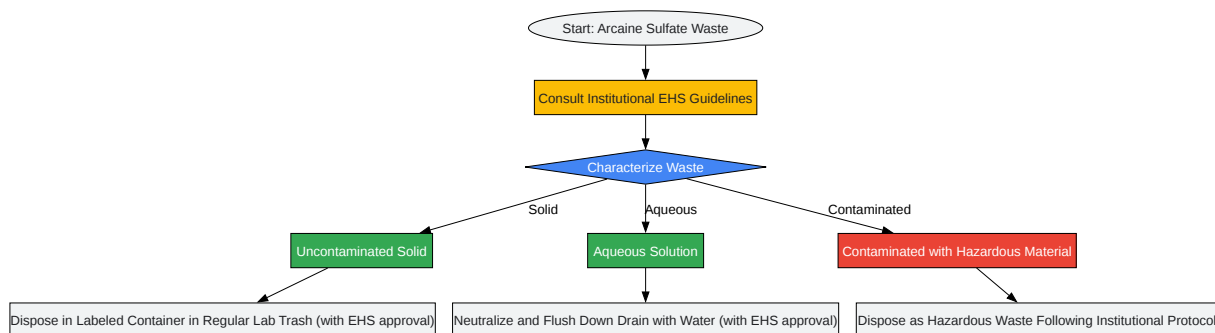 Start: Arcaine Sulfate Waste
Consult Institutional EHS Guidelines
Characterize Waste
Solid
Aqueous
Contaminated
Uncontaminated Solid
Aqueous Solution
Contaminated with Hazardous Material
Dispose in Labeled Container in Regular Lab Trash (with EHS approval)
Neutralize and Flush Down Drain with Water (with EHS approval)
Dispose as Hazardous Waste Following Institutional Protocol